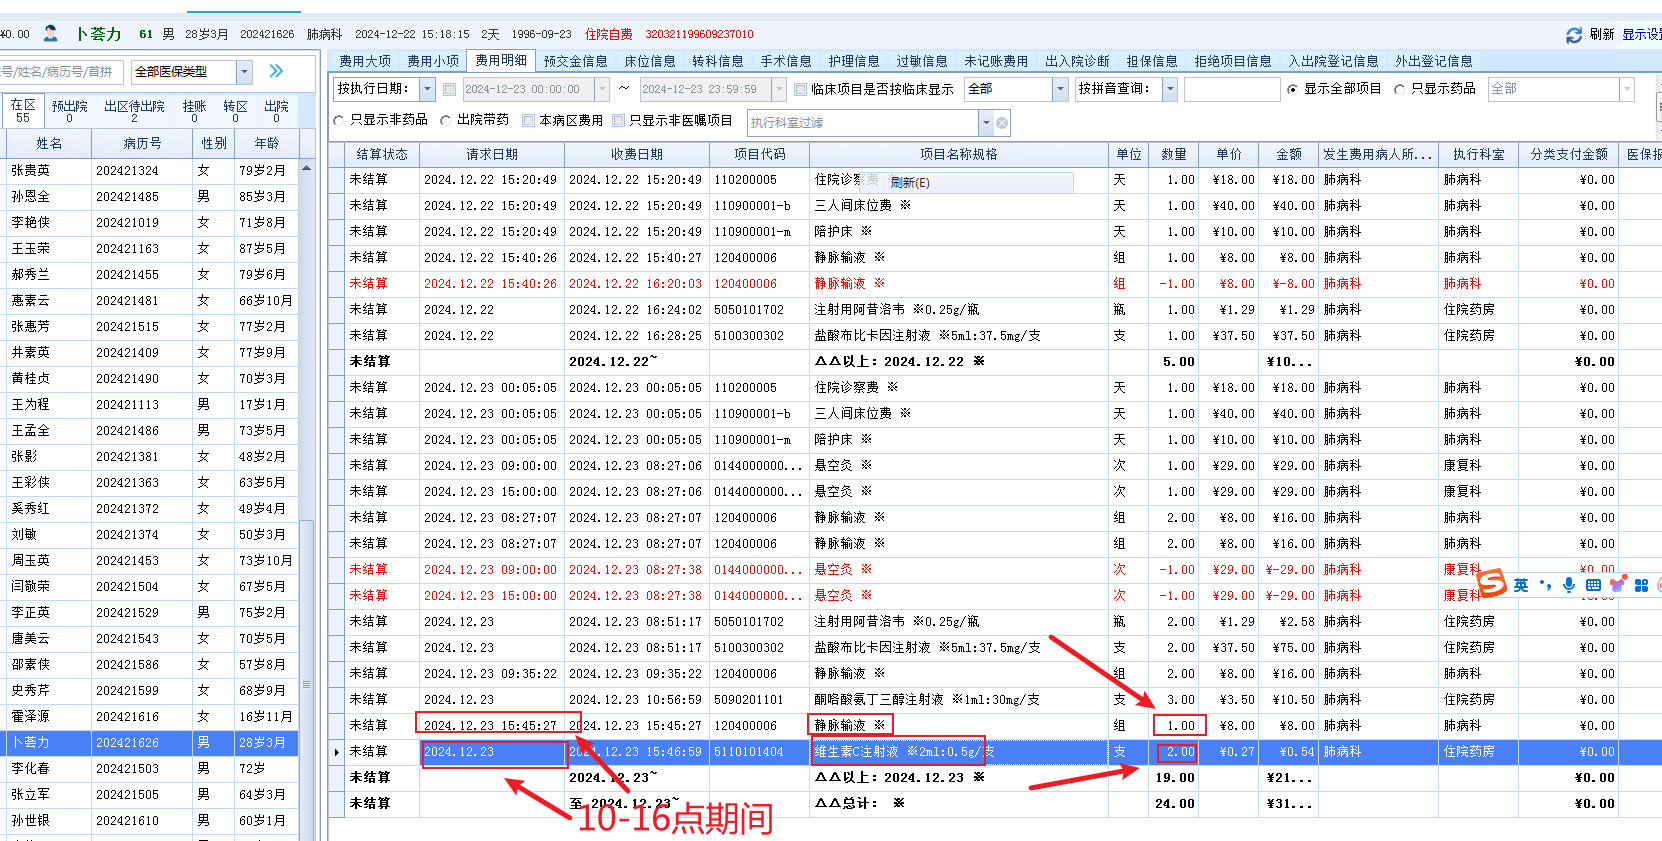 ¥0.00 卜荟力 61 男 28岁3月 202421626 肺病科 2024-12-22 15:18:15 2天 1996-09-23 住院自费 320321199609237010 刷新 显示设
号/姓名/病历号/首拼 全部医保类型
在区 预出院 出区待出院 挂账 转区 出院
55 0 2 0 0 0
姓名 病历号 性别 年龄
张贵英 202421324 女 79岁2月
孙恩全 202421485 男 85岁3月
李艳侠 202421019 女 71岁8月
王玉荣 202421163 女 87岁5月
郝秀兰 202421455 女 79岁6月
惠素云 202421481 女 66岁10月
张惠芳 202421515 女 77岁2月
井素英 202421409 女 77岁9月
黄桂贞 202421490 女 70岁3月
王为程 202421113 男 17岁1月
王孟全 202421486 男 73岁5月
张影 202421381 女 48岁2月
王彩侠 202421363 女 63岁5月
奚秀红 202421372 女 49岁4月
刘敏 202421374 女 50岁3月
周玉英 202421453 女 73岁10月
闫敬荣 202421504 女 67岁5月
李正英 202421529 男 75岁2月
唐美云 202421543 女 70岁5月
邵素侠 202421586 女 57岁8月
史秀芹 202421599 女 68岁9月
霍泽源 202421616 女 16岁11月
卜荟力 202421626 男 28岁3月
李化春 202421503 男 72岁
张立军 202421505 男 64岁3月
孙世银 202421610 男 60岁1月
费用大项 费用小项 费用明细 预交金信息 床位信息 转科信息 手术信息 护理信息 过敏信息 未记账费用 出入院诊断 担保信息 拒绝项目信息 入出院登记信息 外出登记信息
按执行日期: 2024-12-23 00:00:00 ~ 2024-12-23 23:59:59 临床项目是否按临床显示 全部 按拼音查询: 显示全部项目 只显示药品 全部
只显示非药品 出院带药 本病区费用 只显示非医嘱项目 执行科室过滤
结算状态 请求日期 收费日期 项目代码 项目名称规格 单位 数量 单价 金额 发生费用病人所... 执行科室 分类支付金额 医保报
未结算 2024.12.22 15:20:49 2024.12.22 15:20:49 110200005 住院诊察费 刷新(E) 天 1.00 ¥18.00 ¥18.00 肺病科 肺病科 ¥0.00
未结算 2024.12.22 15:20:49 2024.12.22 15:20:49 110900001-b 三人间床位费 ※ 天 1.00 ¥40.00 ¥40.00 肺病科 肺病科 ¥0.00
未结算 2024.12.22 15:20:49 2024.12.22 15:20:49 110900001-m 陪护床 ※ 天 1.00 ¥10.00 ¥10.00 肺病科 肺病科 ¥0.00
未结算 2024.12.22 15:40:26 2024.12.22 15:40:27 120400006 静脉输液 ※ 组 1.00 ¥8.00 ¥8.00 肺病科 肺病科 ¥0.00
未结算 2024.12.22 15:40:26 2024.12.22 16:20:03 120400006 静脉输液 ※ 组 -1.00 ¥8.00 ¥-8.00 肺病科 肺病科 ¥0.00
未结算 2024.12.22 2024.12.22 16:24:02 5050101702 注射用阿昔洛韦 ※0.25g/瓶 瓶 1.00 ¥1.29 ¥1.29 肺病科 住院药房 ¥0.00
未结算 2024.12.22 2024.12.22 16:28:25 5100300302 盐酸布比卡因注射液 ※5ml:37.5mg/支 支 1.00 ¥37.50 ¥37.50 肺病科 住院药房 ¥0.00
未结算 2024.12.22~ △△以上: 2024.12.22 ※ 5.00 ¥10... ¥0.00
未结算 2024.12.23 00:05:05 2024.12.23 00:05:05 110200005 住院诊察费 ※ 天 1.00 ¥18.00 ¥18.00 肺病科 肺病科 ¥0.00
未结算 2024.12.23 00:05:05 2024.12.23 00:05:05 110900001-b 三人间床位费 ※ 天 1.00 ¥40.00 ¥40.00 肺病科 肺病科 ¥0.00
未结算 2024.12.23 00:05:05 2024.12.23 00:05:05 110900001-m 陪护床 ※ 天 1.00 ¥10.00 ¥10.00 肺病科 肺病科 ¥0.00
未结算 2024.12.23 09:00:00 2024.12.23 08:27:06 0144000000... 悬空灸 ※ 次 1.00 ¥29.00 ¥29.00 肺病科 康复科 ¥0.00
未结算 2024.12.23 15:00:00 2024.12.23 08:27:06 0144000000... 悬空灸 ※ 次 1.00 ¥29.00 ¥29.00 肺病科 康复科 ¥0.00
未结算 2024.12.23 08:27:07 2024.12.23 08:27:07 120400006 静脉输液 ※ 组 2.00 ¥8.00 ¥16.00 肺病科 肺病科 ¥0.00
未结算 2024.12.23 08:27:07 2024.12.23 08:27:07 120400006 静脉输液 ※ 组 2.00 ¥8.00 ¥16.00 肺病科 肺病科 ¥0.00
未结算 2024.12.23 09:00:00 2024.12.23 08:27:38 0144000000... 悬空灸 ※ 次 -1.00 ¥29.00 ¥-29.00 肺病科 康复科 ¥0.00
未结算 2024.12.23 15:00:00 2024.12.23 08:27:38 0144000000... 悬空灸 ※ 次 -1.00 ¥29.00 ¥-29.00 肺病科 康复科 英
未结算 2024.12.23 2024.12.23 08:51:17 5050101702 注射用阿昔洛韦 ※0.25g/瓶 瓶 2.00 ¥1.29 ¥2.58 肺病科 住院药房 ¥0.00
未结算 2024.12.23 2024.12.23 08:51:17 5100300302 盐酸布比卡因注射液 ※5ml:37.5mg/支 支 2.00 ¥37.50 ¥75.00 肺病科 住院药房 ¥0.00
未结算 2024.12.23 09:35:22 2024.12.23 09:35:22 120400006 静脉输液 ※ 组 2.00 ¥8.00 ¥16.00 肺病科 肺病科 ¥0.00
未结算 2024.12.23 2024.12.23 10:56:59 5090201101 酮咯酸氨丁三醇注射液 ※1ml:30mg/支 支 3.00 ¥3.50 ¥10.50 肺病科 住院药房 ¥0.00
未结算 2024.12.23 15:45:27 2024.12.23 15:45:27 120400006 静脉输液 ※ 组 1.00 ¥8.00 ¥8.00 肺病科 肺病科 ¥0.00
未结算 2024.12.23 2024.12.23 15:46:59 5110101404 维生素C注射液 ※2ml:0.5g/支 支 2.00 ¥0.27 ¥0.54 肺病科 住院药房 ¥0.00
未结算 2024.12.23~ △△以上: 2024.12.23 ※ 19.00 ¥21... ¥0.00
未结算 至 2024.12.23~ △△总计: ※ 24.00 ¥31... ¥0.00
10-16点期间